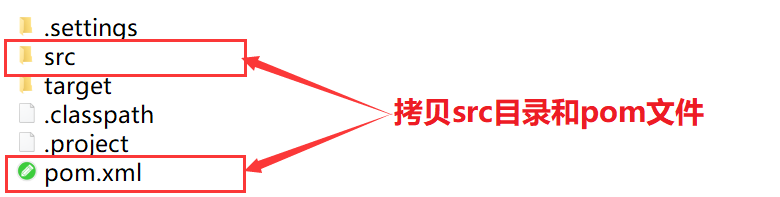 .settings
src
target
.classpath
.project
pom.xml
拷贝src目录和pom文件